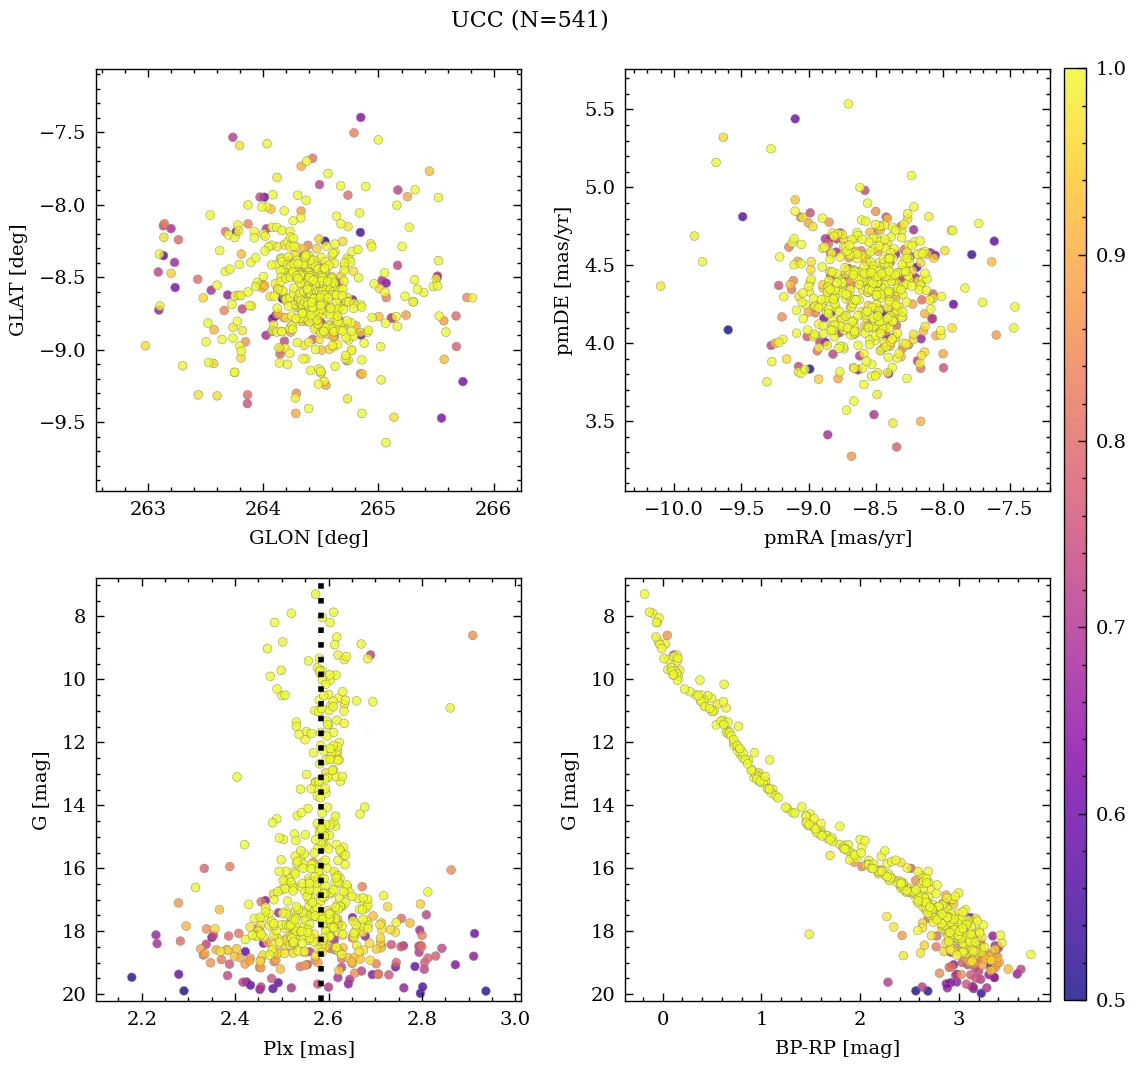 UCC (N=541)
−7.5
−8.0
−8.5
−9.0
−9.5
GLAT [deg]
263 264 265 266
GLON [deg]
5.5
5.0
4.5
4.0
3.5
pmDE [mas/yr]
−10.0 −9.5 −9.0 −8.5 −8.0 −7.5
pmRA [mas/yr]
1.0
0.9
0.8
0.7
0.6
0.5
8
10
12
14
16
18
20
G [mag]
2.2 2.4 2.6 2.8 3.0
Plx [mas]
8
10
12
14
16
18
20
G [mag]
0 1 2 3
BP-RP [mag]